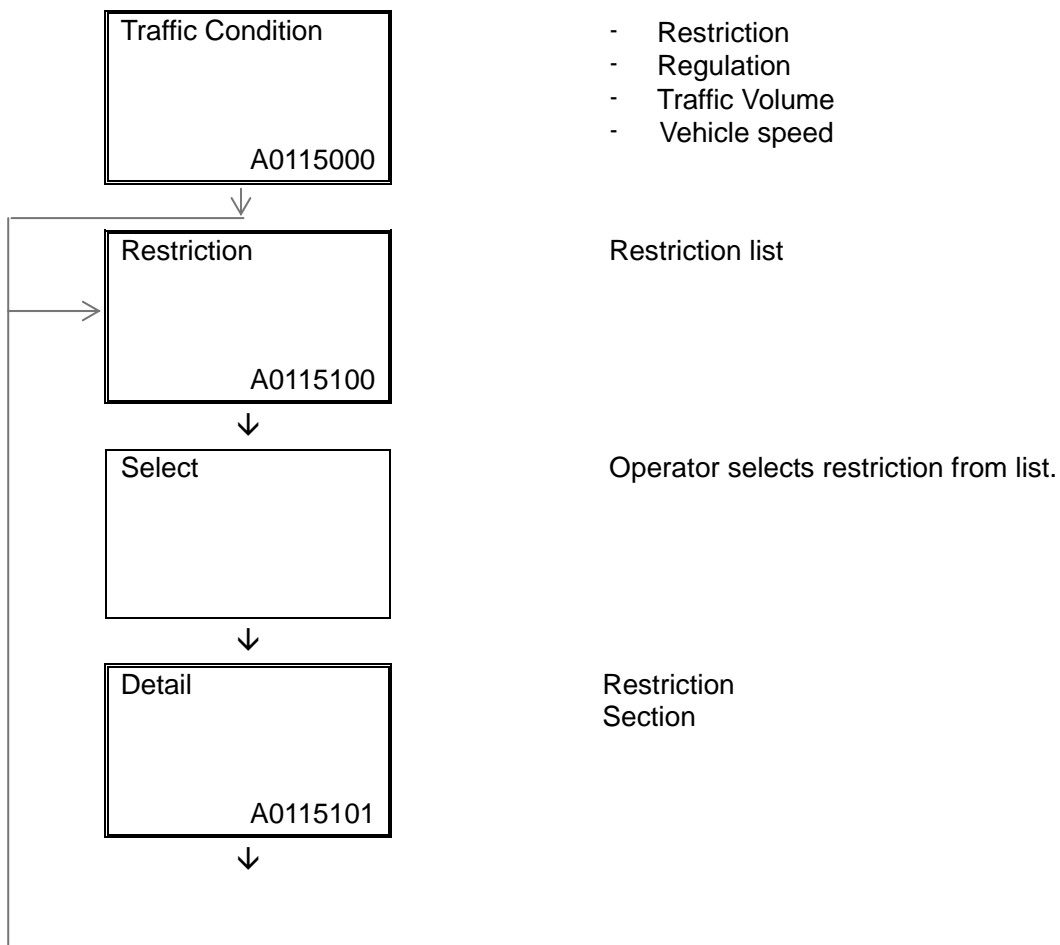 Traffic Condition
- Restriction
- Regulation
- Traffic Volume
- Vehicle speed
A0115000
Restriction
Restriction list
A0115100
Select
Operator selects restriction from list.
Detail
Restriction
Section
A0115101